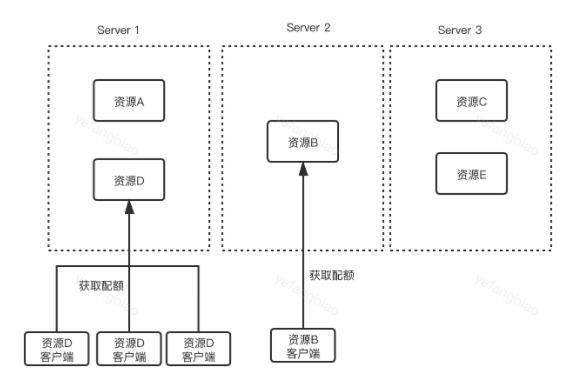 Server 1
Server 2
Server 3
资源A
资源C
资源B
资源D
资源E
获取配额
获取配额
资源D
客户端
资源D
客户端
资源D
客户端
资源B
客户端
yefangbiao
yefangbiao
yefangbiao
yefangbiao
yefangbiao
yefangbiao